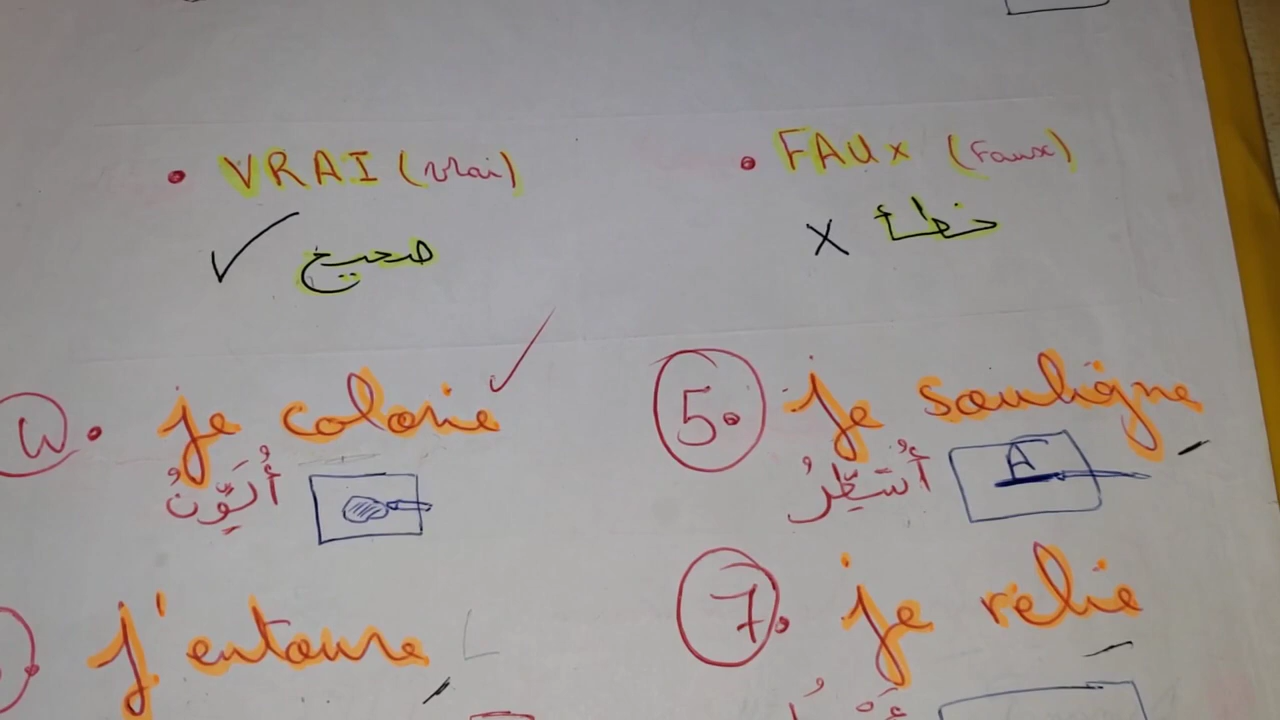 • VRAI (vrai)
• FAUX (Faux)
✓ صحيح
X خطأ
• je colorie ✓
5. je souligne
أُلَوِّنُ
أُسَطِّرُ
A
j'entoure
7. je relie